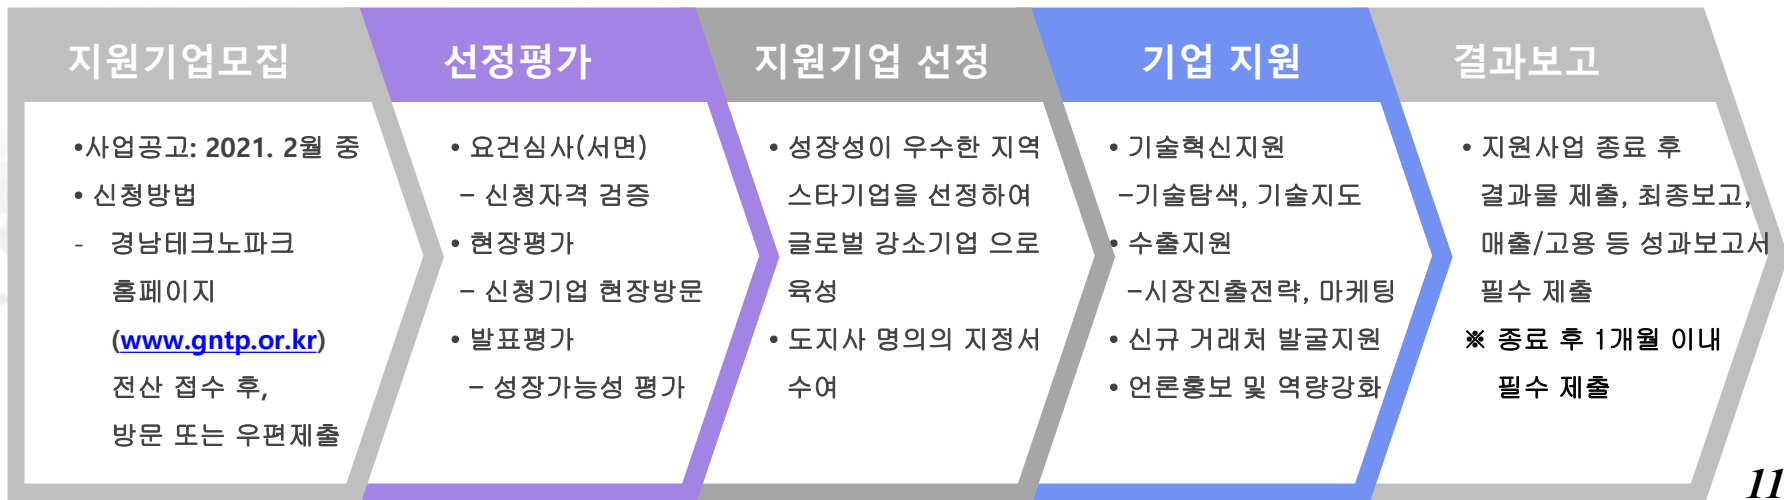 지원기업모집
•사업공고: 2021. 2월 중
• 신청방법
- 경남테크노파크
홈페이지
(www.gntp.or.kr)
전산 접수 후,
방문 또는 우편제출
선정평가
• 요건심사(서면)
– 신청자격 검증
• 현장평가
– 신청기업 현장방문
• 발표평가
– 성장가능성 평가
지원기업 선정
• 성장성이 우수한 지역
스타기업을 선정하여
글로벌 강소기업 으로
육성
• 도지사 명의의 지정서
수여
기업 지원
• 기술혁신지원
–기술탐색, 기술지도
• 수출지원
–시장진출전략, 마케팅
• 신규 거래처 발굴지원
• 언론홍보 및 역량강화
결과보고
• 지원사업 종료 후
결과물 제출, 최종보고,
매출/고용 등 성과보고서
필수 제출
※ 종료 후 1개월 이내
필수 제출
11